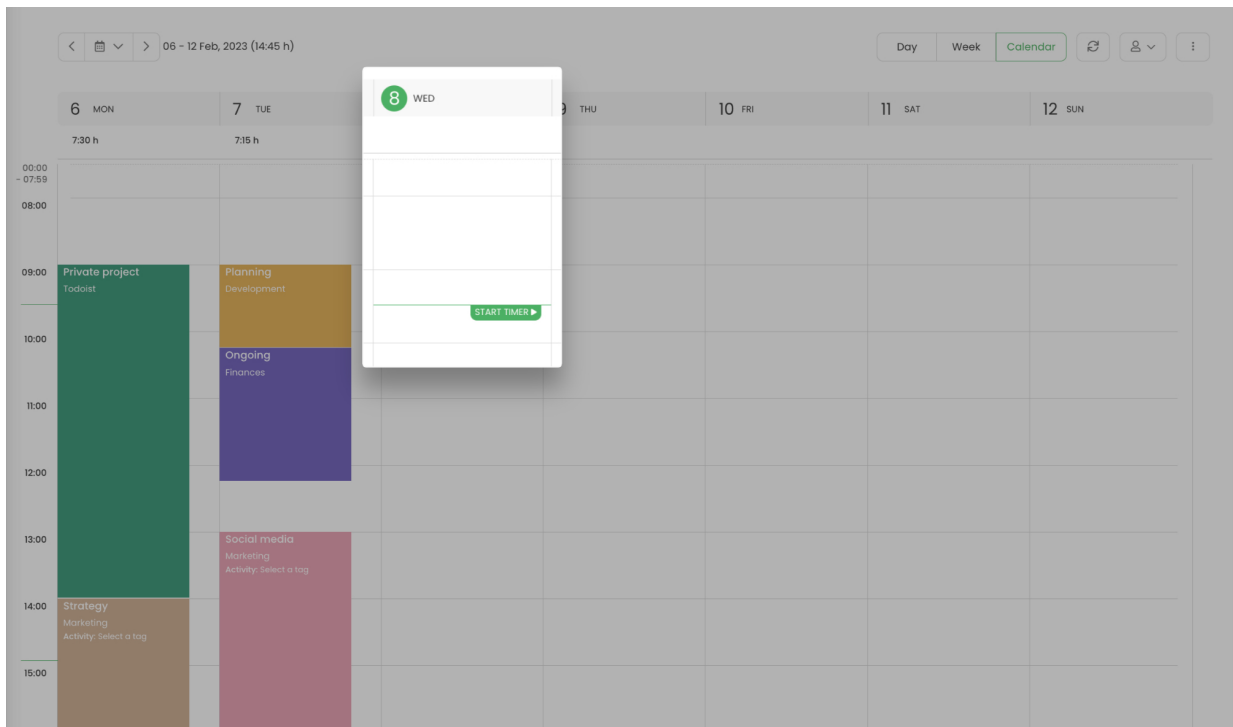 06 - 12 Feb, 2023 (14:45 h)
Day Week Calendar
6 MON 7 TUE 8 WED 9 THU 10 FRI 11 SAT 12 SUN
7:30 h 7:15 h
00:00
- 07:59
08:00
09:00 Private project Planning
Todoist Development
START TIMER
10:00
Ongoing
Finances
11:00
12:00
13:00 Social media
Marketing
Activity: Select a tag
14:00 Strategy
Marketing
Activity: Select a tag
15:00